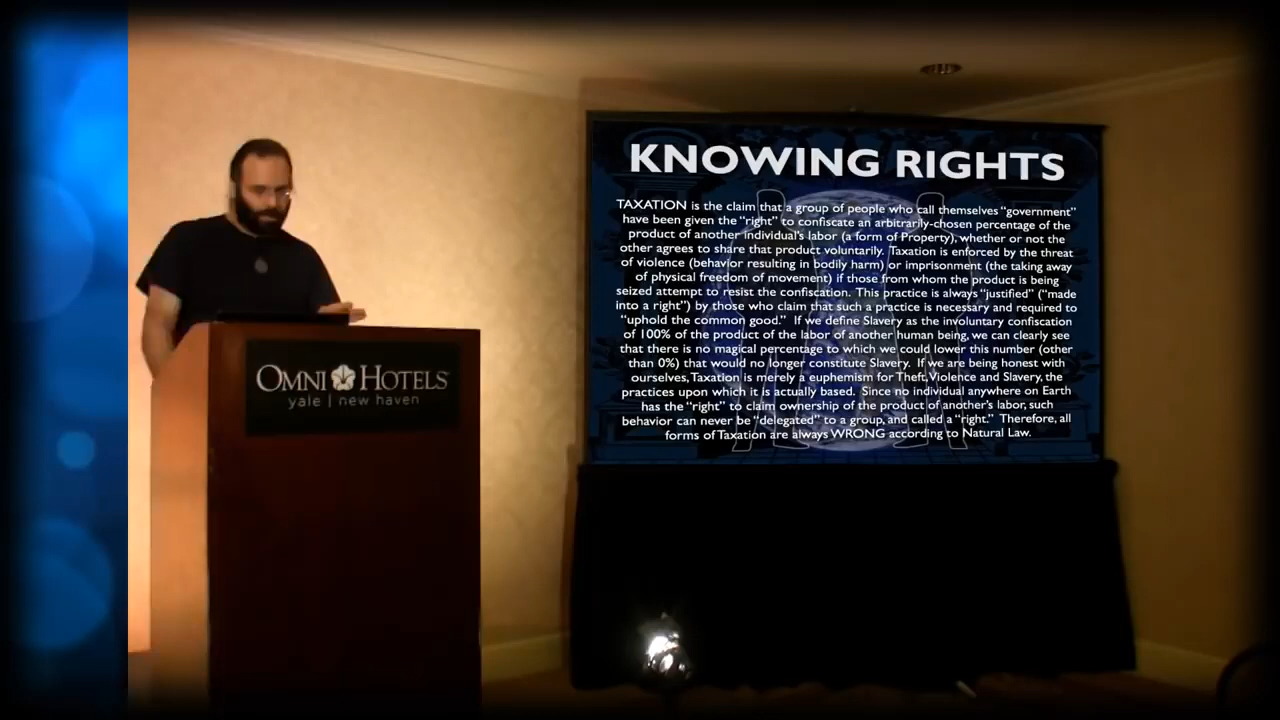 KNOWING RIGHTS
TAXATION is the claim that a group of people who call themselves “government”
have been given the “right” to confiscate an arbitrarily-chosen percentage of the
product of another individual’s labor (a form of Property), whether or not the
other agrees to share that product voluntarily. Taxation is enforced by the threat
of violence (behavior resulting in bodily harm) or imprisonment (the taking away
of physical freedom of movement) if those from whom the product is being
seized attempt to resist the confiscation. This practice is always “justified” (“made
into a right”) by those who claim that such a practice is necessary and required to
“uphold the common good.” If we define Slavery as the involuntary confiscation
of 100% of the product of the labor of another human being, we can clearly see
that there is no magical percentage to which we could lower this number (other
than 0%) that would no longer constitute Slavery. If we are being honest with
ourselves, Taxation is merely a euphemism for Theft, Violence and Slavery, the
practices upon which it is actually based. Since no individual anywhere on Earth
has the “right” to claim ownership of the product of another’s labor, such
behavior can never be “delegated” to a group, and called a “right.” Therefore, all
forms of Taxation are always WRONG according to Natural Law.
OMNI HOTELS
yale | new haven